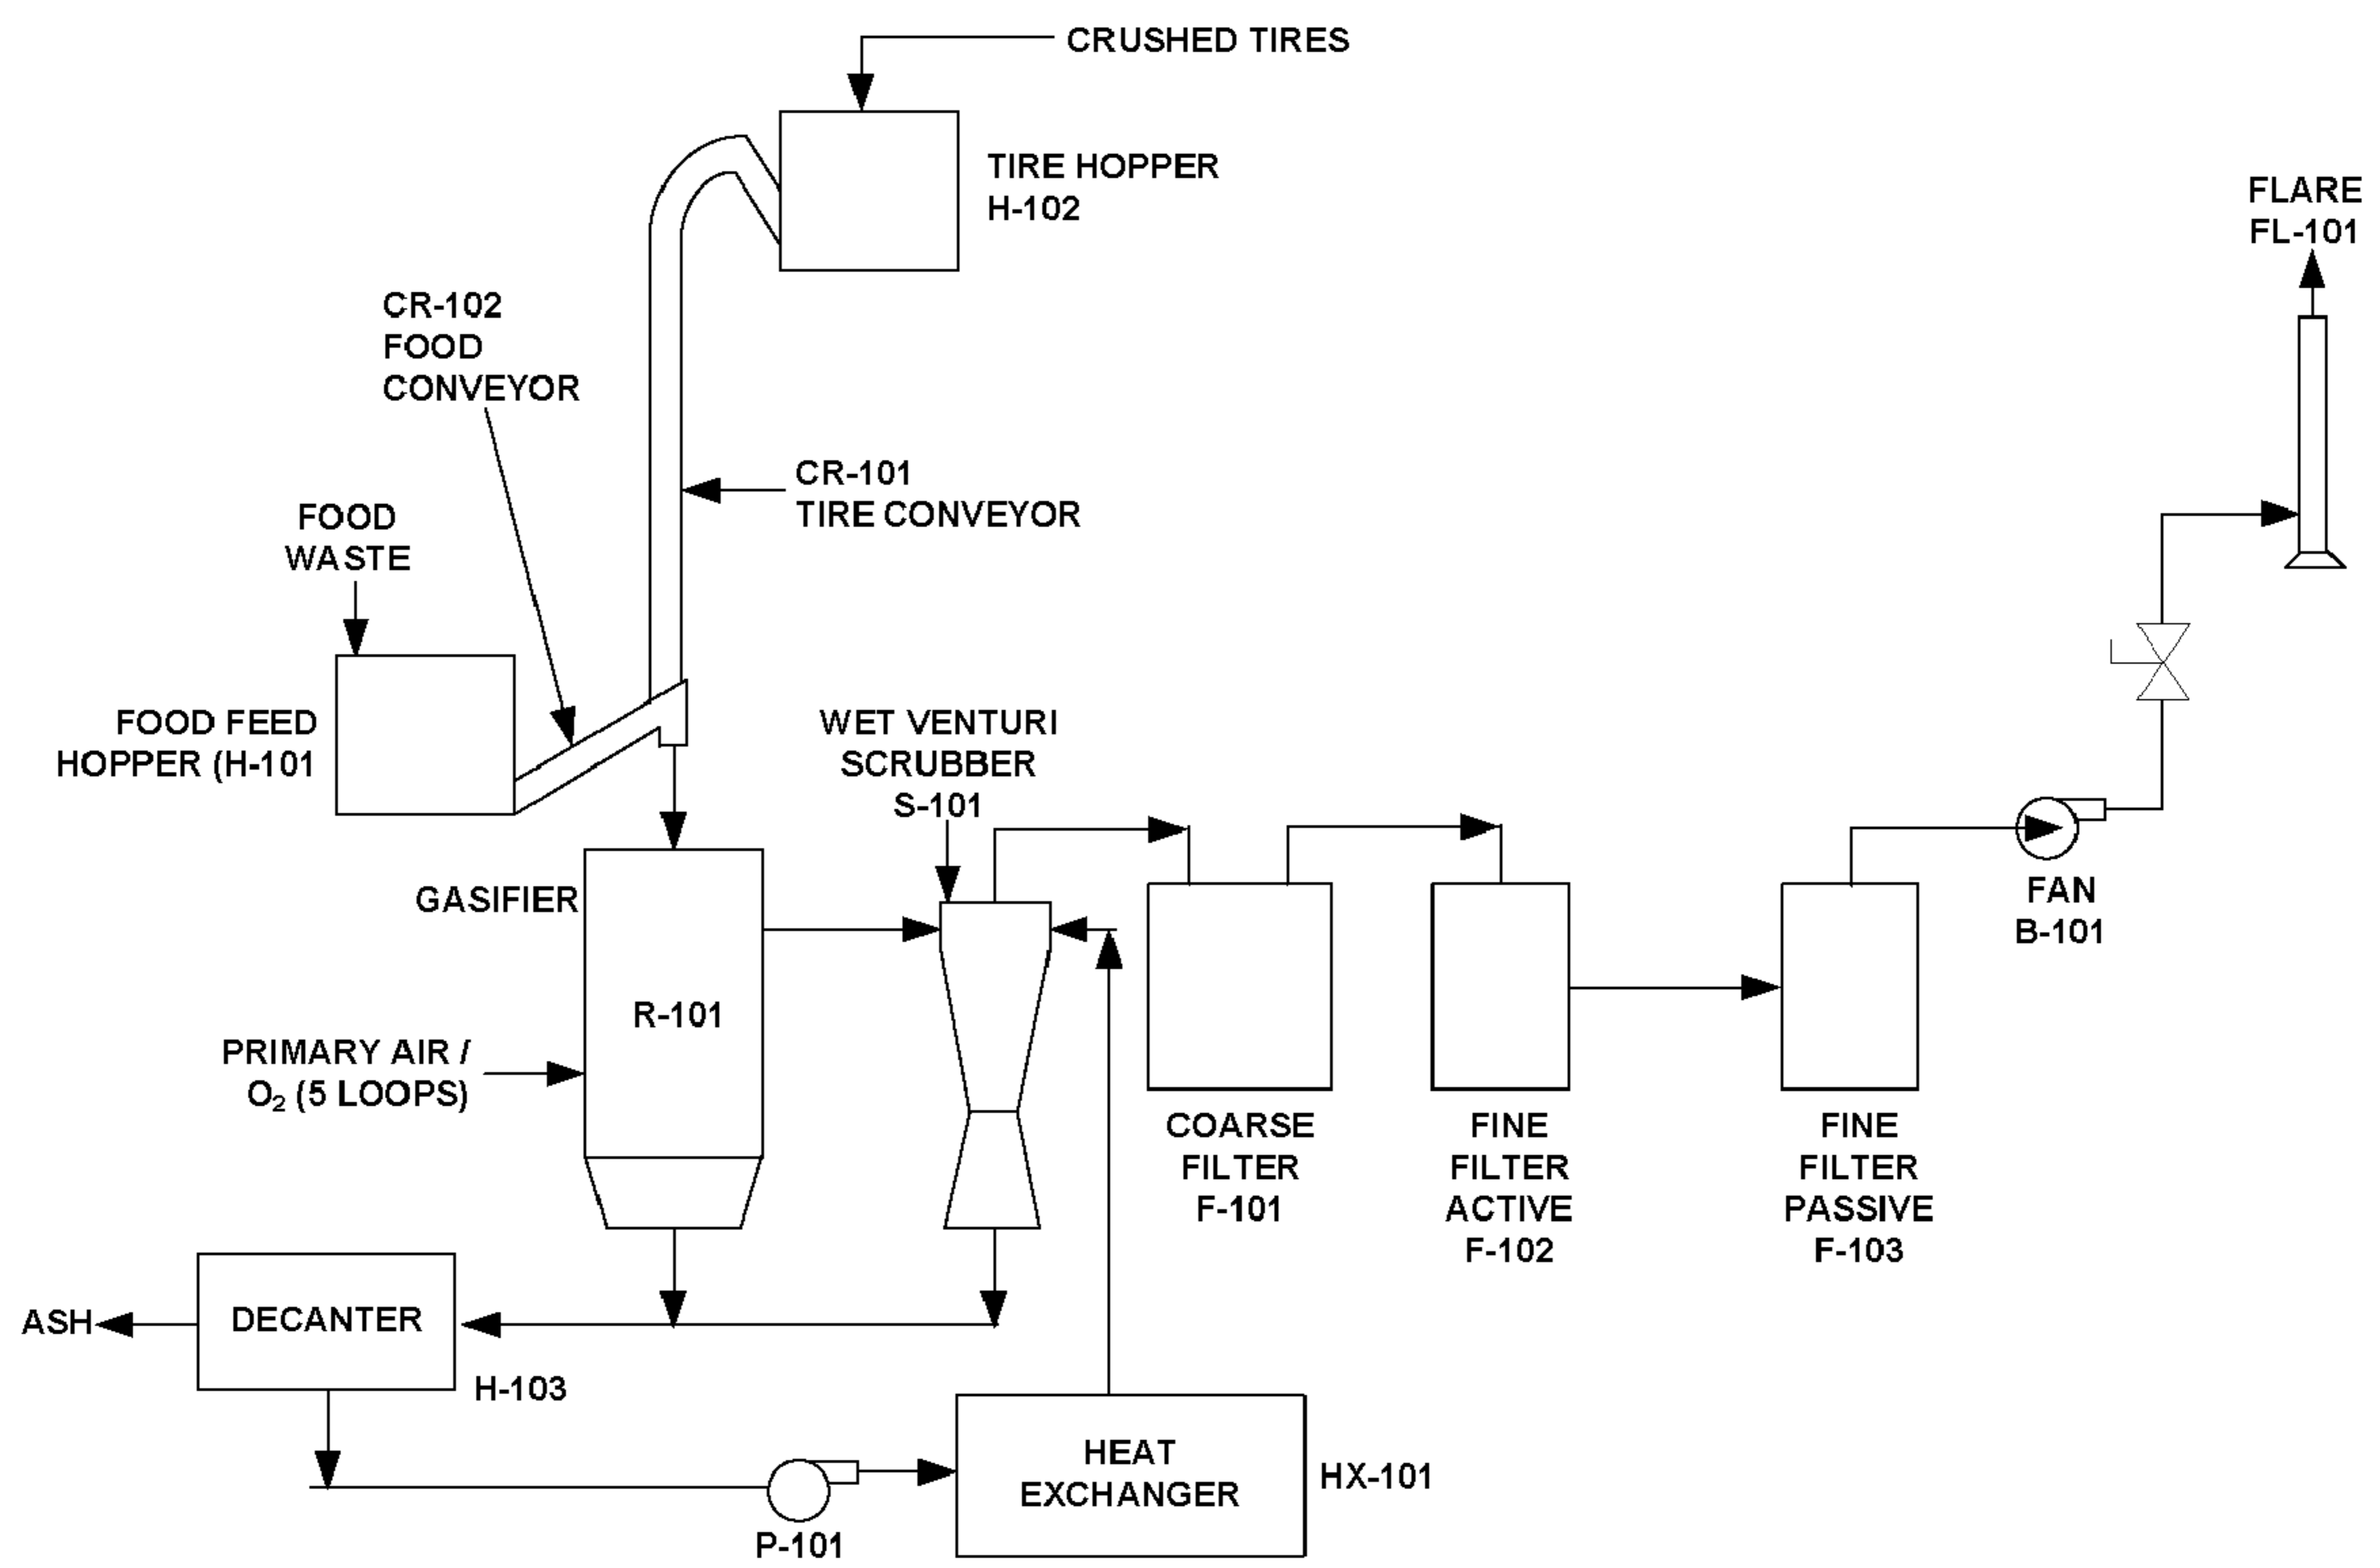 CRUSHED TIRES
TIRE HOPPER
H-102
FLARE
FL-101
CR-102
FOOD
CONVEYOR
CR-101
TIRE CONVEYOR
FOOD
WASTE
FOOD FEED
HOPPER (H-101
WET VENTURI
SCRUBBER
S-101
GASIFIER
R-101
FAN
B-101
PRIMARY AIR /
O₂ (5 LOOPS)
COARSE
FILTER
F-101
FINE
FILTER
ACTIVE
F-102
FINE
FILTER
PASSIVE
F-103
ASH
DECANTER
H-103
HEAT
EXCHANGER
HX-101
P-101